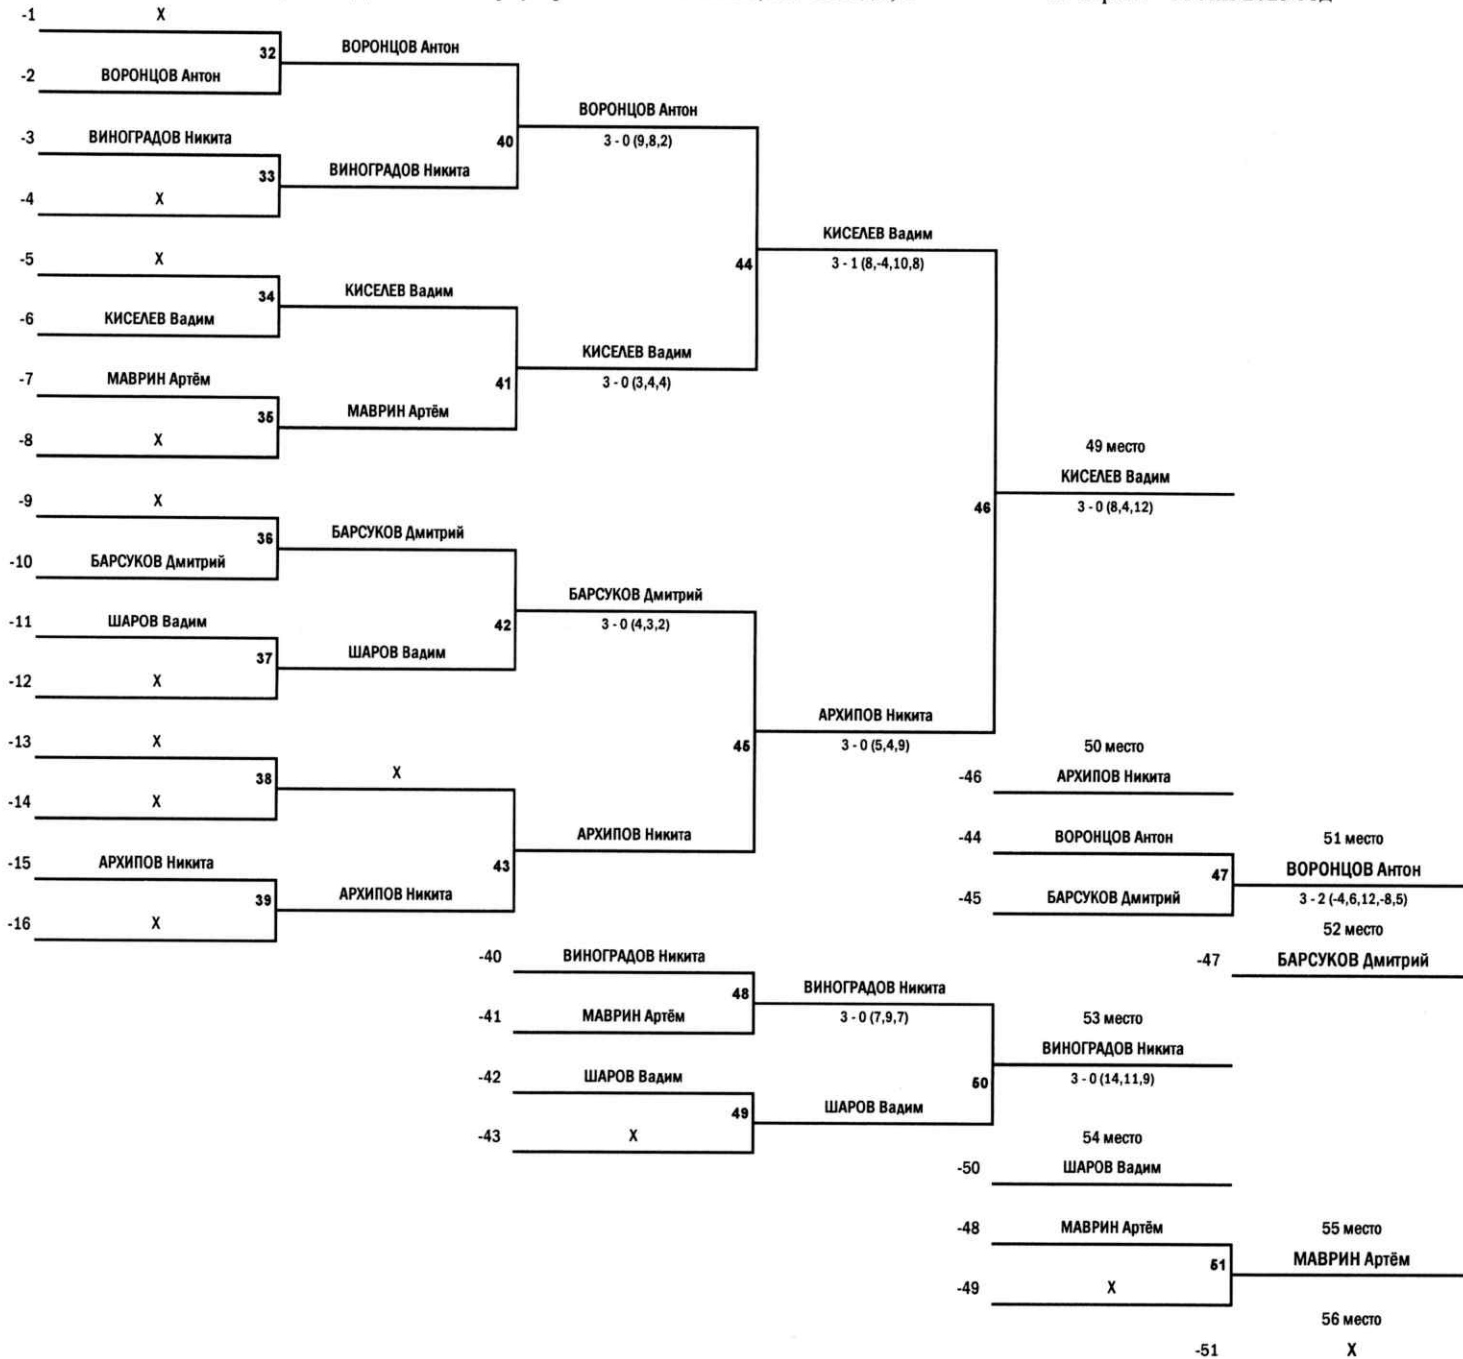 -1 X
32 ВОРОНЦОВ Антон
-2 ВОРОНЦОВ Антон
ВОРОНЦОВ Антон
-3 ВИНОГРАДОВ Никита
40 3 - 0 (9,8,2)
33 ВИНОГРАДОВ Никита
-4 X
КИСЕЛЕВ Вадим
-5 X
44 3 - 1 (8,-4,10,8)
34 КИСЕЛЕВ Вадим
-6 КИСЕЛЕВ Вадим
КИСЕЛЕВ Вадим
-7 МАВРИН Артём
41 3 - 0 (3,4,4)
35 МАВРИН Артём
-8 X
49 место
КИСЕЛЕВ Вадим
-9 X
46 3 - 0 (8,4,12)
36 БАРСУКОВ Дмитрий
-10 БАРСУКОВ Дмитрий
БАРСУКОВ Дмитрий
-11 ШАРОВ Вадим
42 3 - 0 (4,3,2)
37 ШАРОВ Вадим
-12 X
АРХИПОВ Никита
-13 X
45 3 - 0 (5,4,9)
50 место
38 X
-46 АРХИПОВ Никита
-14 X
АРХИПОВ Никита
-44 ВОРОНЦОВ Антон
51 место
-15 АРХИПОВ Никита
43
47 ВОРОНЦОВ Антон
39 АРХИПОВ Никита
-45 БАРСУКОВ Дмитрий
3 - 2 (-4,6,12,-8,5)
-16 X
52 место
-40 ВИНОГРАДОВ Никита
-47 БАРСУКОВ Дмитрий
48 ВИНОГРАДОВ Никита
-41 МАВРИН Артём
3 - 0 (7,9,7)
53 место
ВИНОГРАДОВ Никита
-42 ШАРОВ Вадим
50 3 - 0 (14,11,9)
49 ШАРОВ Вадим
-43 X
54 место
-50 ШАРОВ Вадим
-48 МАВРИН Артём
55 место
51 МАВРИН Артём
-49 X
56 место
-51 X